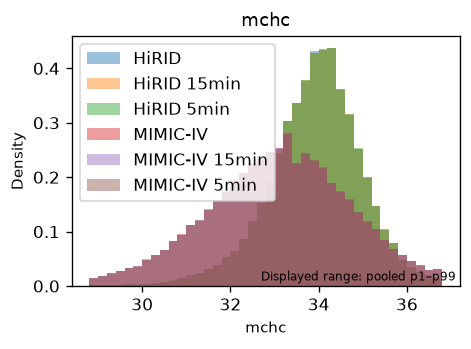 mchc
HiRID
HiRID 15min
HiRID 5min
MIMIC-IV
MIMIC-IV 15min
MIMIC-IV 5min
Density
0.4
0.3
0.2
0.1
0.0
Displayed range: pooled p1–p99
30 32 34 36
mchc